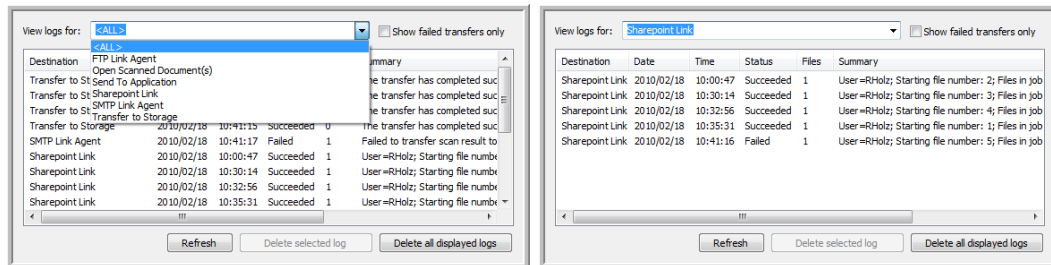 View logs for: <ALL> Show failed transfers only
<ALL>
FTP Link Agent
Open Scanned Document(s)
Send To Application
Sharepoint Link
SMTP Link Agent
Transfer to Storage
Destination ummary
Transfer to St he transfer has completed suc
Transfer to St he transfer has completed suc
Transfer to St he transfer has completed suc
Transfer to Storage 2010/02/18 10:41:15 Succeeded 0 The transfer has completed suc
SMTP Link Agent 2010/02/18 10:41:17 Failed 1 Failed to transfer scan result to
Sharepoint Link 2010/02/18 10:00:47 Succeeded 1 User=RHolz; Starting file numbe
Sharepoint Link 2010/02/18 10:30:14 Succeeded 1 User=RHolz; Starting file numbe
Sharepoint Link 2010/02/18 10:32:56 Succeeded 1 User=RHolz; Starting file numbe
Sharepoint Link 2010/02/18 10:35:31 Succeeded 1 User=RHolz; Starting file numbe
Refresh Delete selected log Delete all displayed logs
View logs for: Sharepoint Link Show failed transfers only
Destination Date Time Status Files Summary
Sharepoint Link 2010/02/18 10:00:47 Succeeded 1 User=RHolz; Starting file number: 2; Files in job
Sharepoint Link 2010/02/18 10:30:14 Succeeded 1 User=RHolz; Starting file number: 3; Files in job
Sharepoint Link 2010/02/18 10:32:56 Succeeded 1 User=RHolz; Starting file number: 4; Files in job
Sharepoint Link 2010/02/18 10:35:31 Succeeded 1 User=RHolz; Starting file number: 1; Files in job
Sharepoint Link 2010/02/18 10:41:16 Failed 1 User=RHolz; Starting file number: 5; Files in job
Refresh Delete selected log Delete all displayed logs